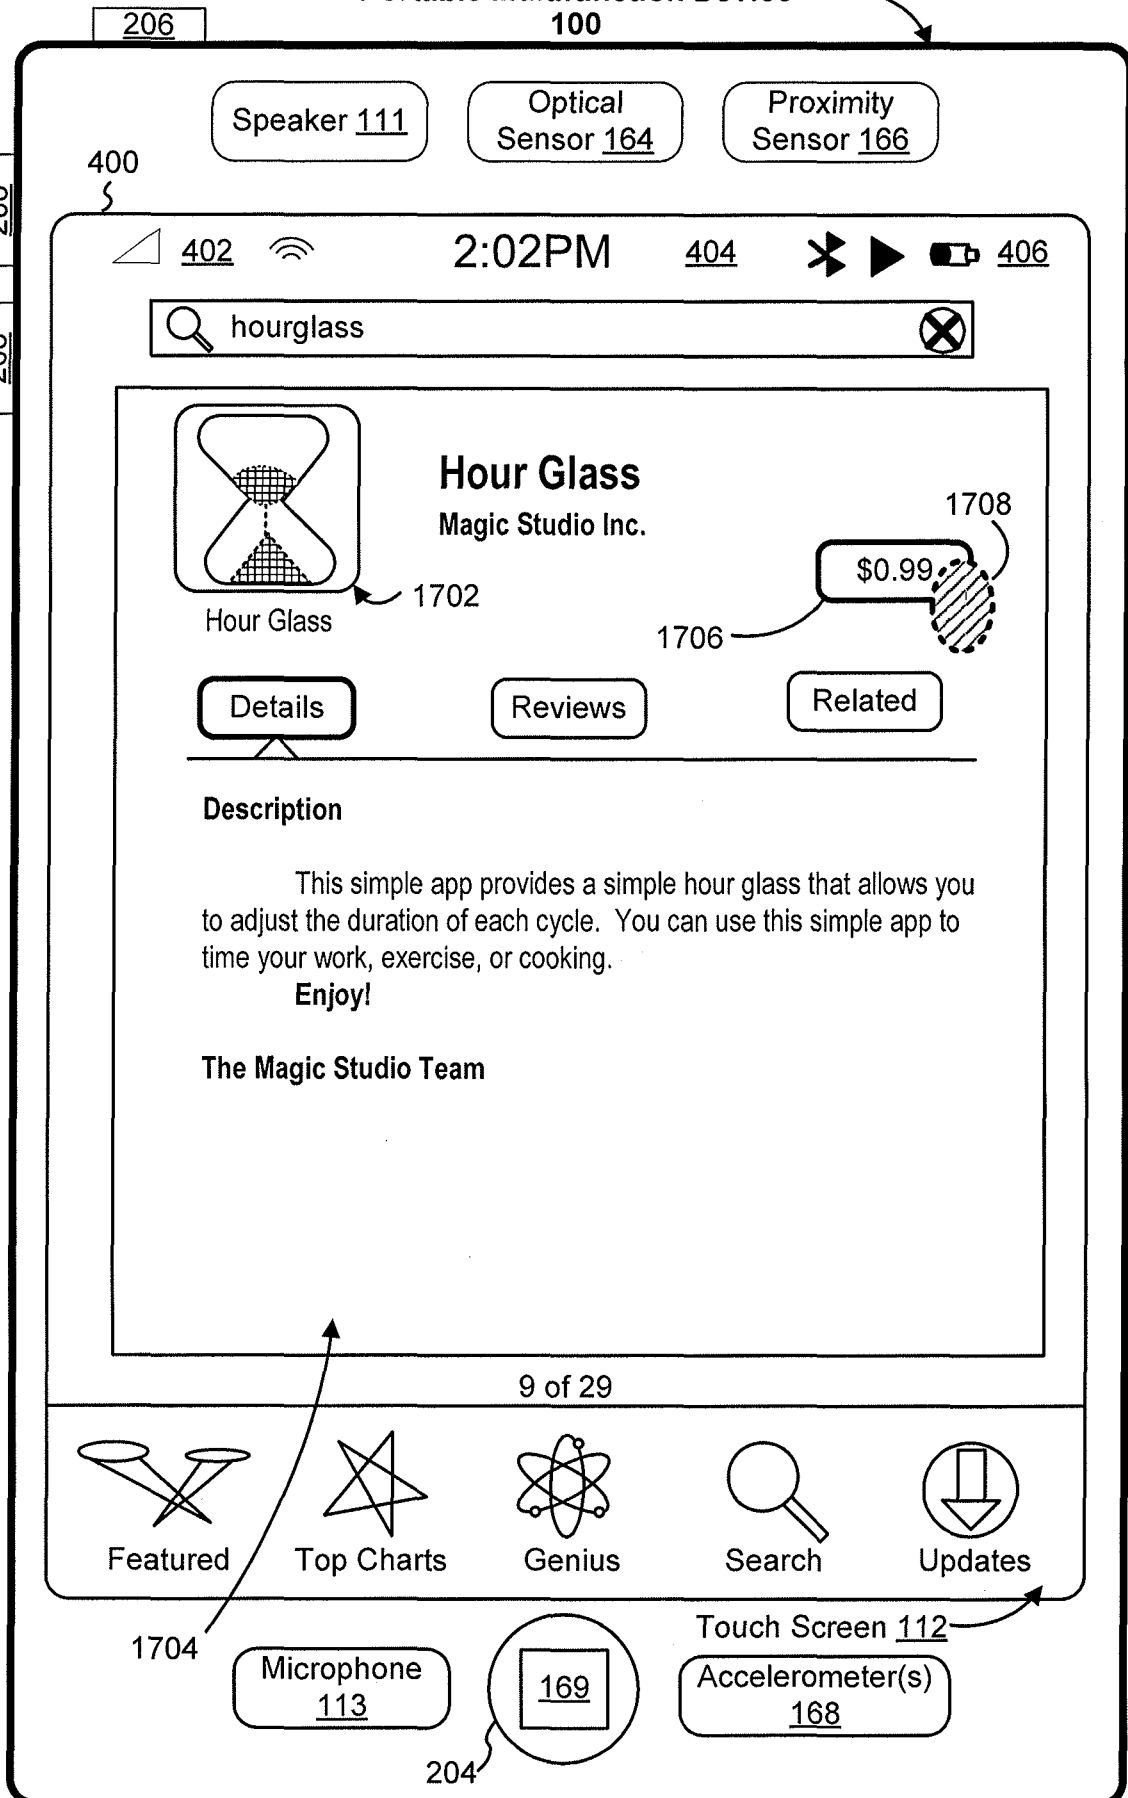 206
100
Speaker 111
Optical
Sensor 164
Proximity
Sensor 166
400
402
2:02PM
404
406
hourglass
Hour Glass
Magic Studio Inc.
1708
$0.99
1702
Hour Glass
1706
Details
Reviews
Related
Description
This simple app provides a simple hour glass that allows you
to adjust the duration of each cycle. You can use this simple app to
time your work, exercise, or cooking.
Enjoy!
The Magic Studio Team
9 of 29
Featured
Top Charts
Genius
Search
Updates
1704
Touch Screen 112
Microphone
113
169
Accelerometer(s)
168
204